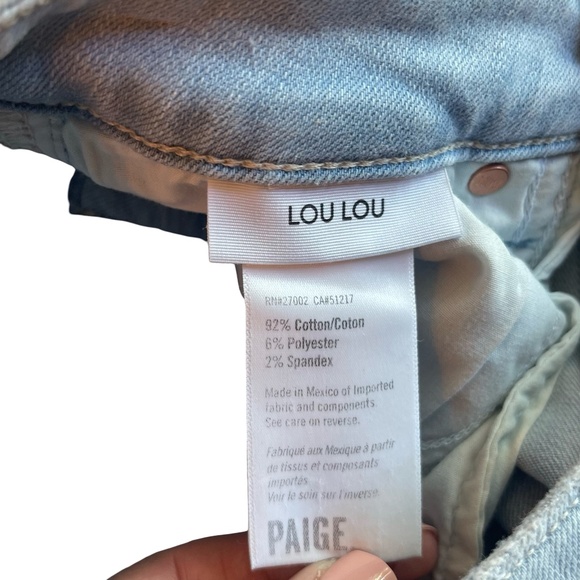 LOU LOU
RN#27002 CA#51217
92% Cotton/Coton
6% Polyester
2% Spandex
Made in Mexico of Imported
fabric and components.
See care on reverse.
Fabriqué aux Mexique à partir
de tissus et composants
importés.
Voir le soin sur l'inverse.
PAIGE